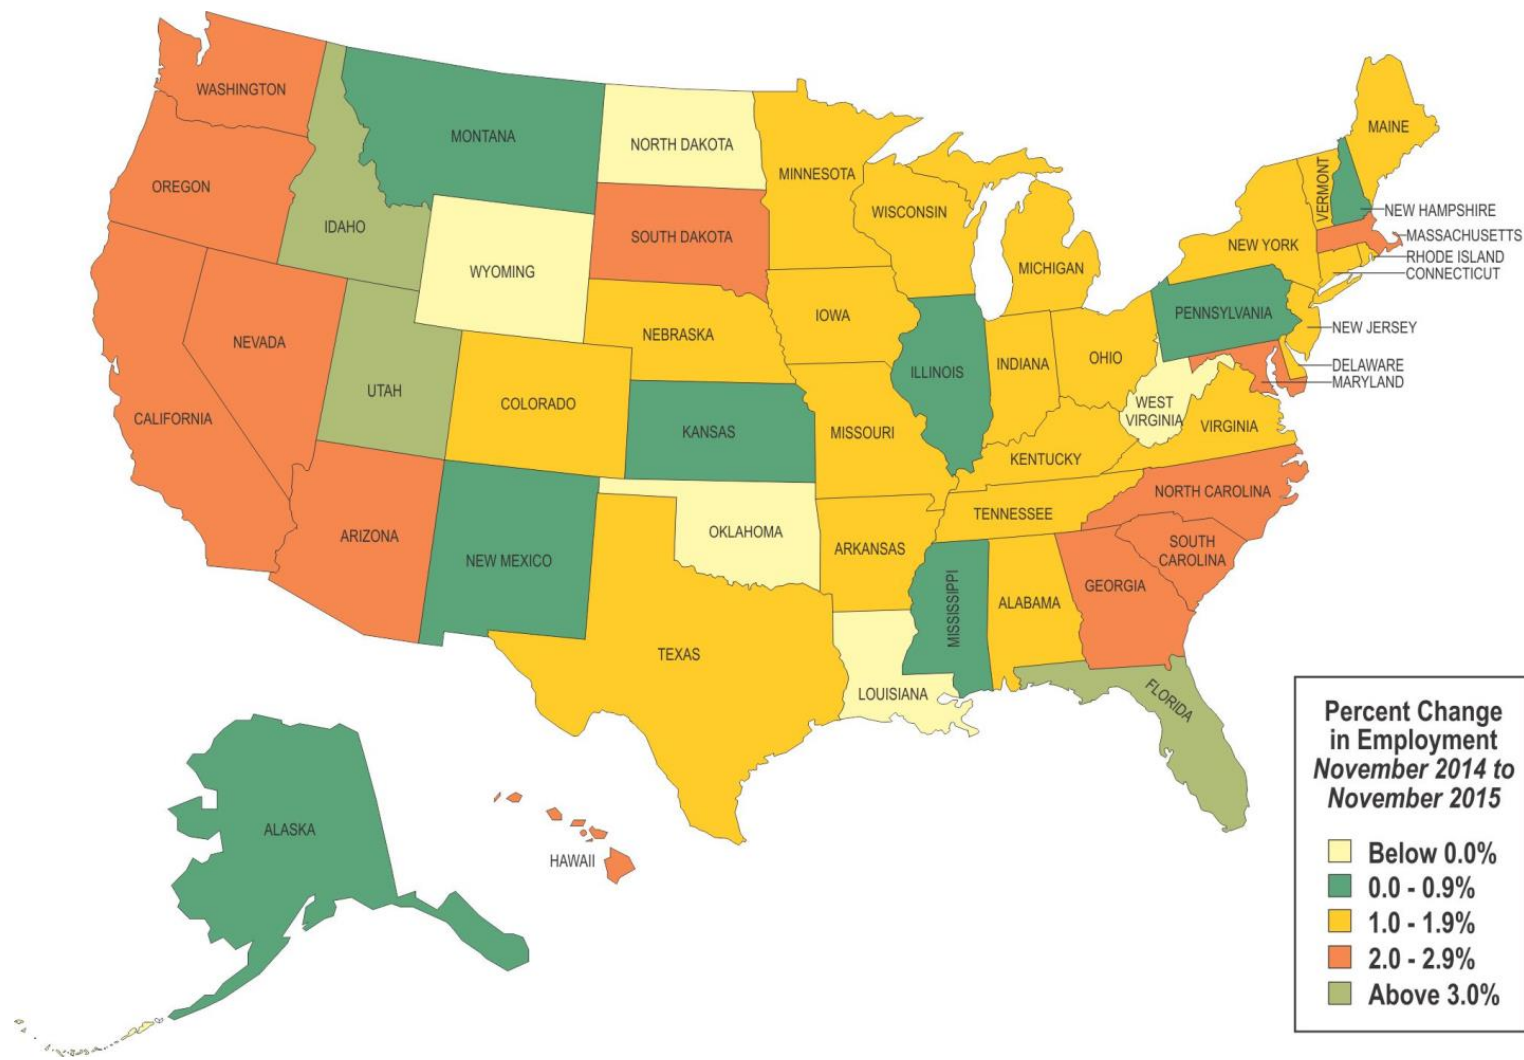 WASHINGTON
MONTANA
NORTH DAKOTA
MINNESOTA
MAINE
VERMONT
OREGON
IDAHO
SOUTH DAKOTA
WISCONSIN
NEW HAMPSHIRE
MASSACHUSETTS
NEW YORK
RHODE ISLAND
CONNECTICUT
WYOMING
MICHIGAN
IOWA
NEBRASKA
PENNSYLVANIA
NEW JERSEY
NEVADA
UTAH
COLORADO
ILLINOIS
INDIANA
OHIO
DELAWARE
MARYLAND
CALIFORNIA
KANSAS
MISSOURI
WEST
VIRGINIA
VIRGINIA
KENTUCKY
NORTH CAROLINA
TENNESSEE
ARIZONA
NEW MEXICO
OKLAHOMA
ARKANSAS
SOUTH
CAROLINA
MISSISSIPPI
ALABAMA
GEORGIA
TEXAS
LOUISIANA
FLORIDA
ALASKA
HAWAII
Percent Change
in Employment
November 2014 to
November 2015
Below 0.0%
0.0 - 0.9%
1.0 - 1.9%
2.0 - 2.9%
Above 3.0%